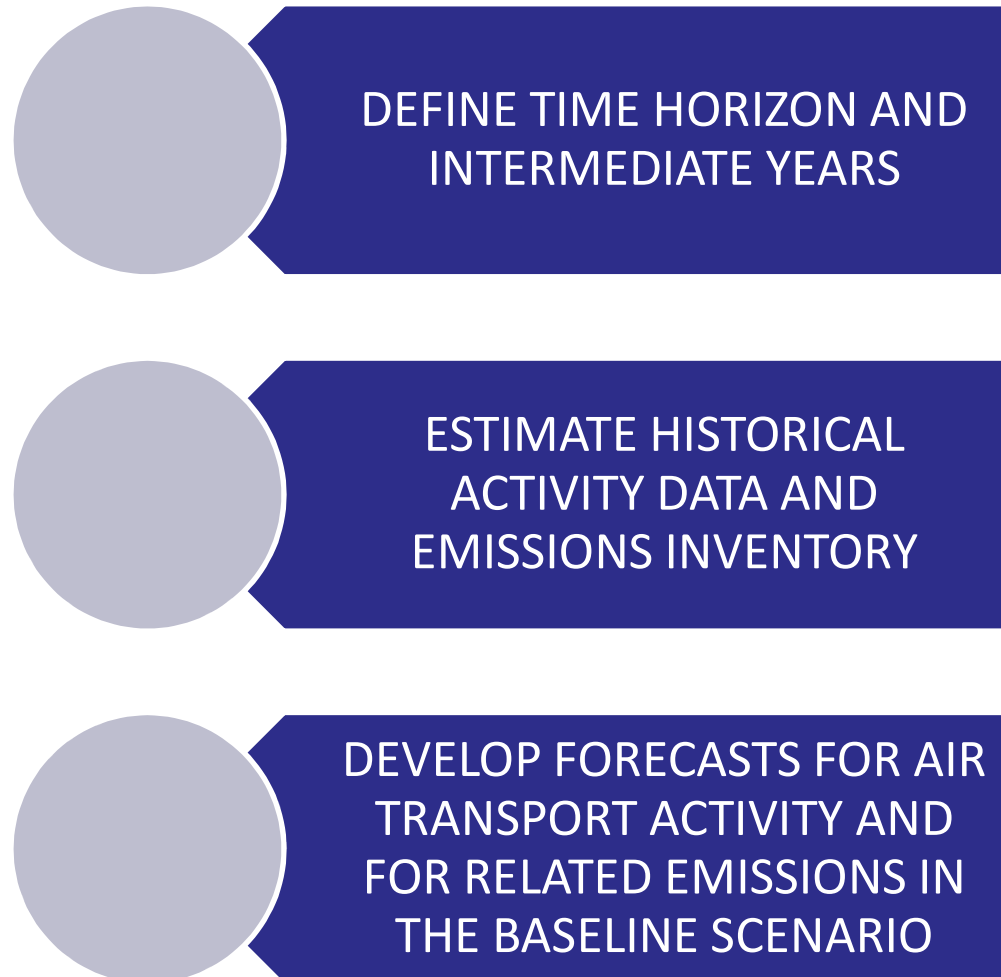 DEFINE TIME HORIZON AND
INTERMEDIATE YEARS
ESTIMATE HISTORICAL
ACTIVITY DATA AND
EMISSIONS INVENTORY
DEVELOP FORECASTS FOR AIR
TRANSPORT ACTIVITY AND
FOR RELATED EMISSIONS IN
THE BASELINE SCENARIO